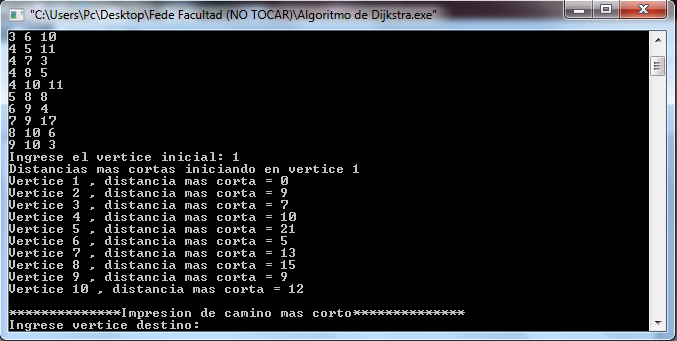 "C:\Users\Pc\Desktop\Fede Facultad (NO TOCAR)\Algoritmo de Dijkstra.exe"
3 6 10
4 5 11
4 7 3
4 8 5
4 10 11
5 8 8
6 9 4
7 9 17
8 10 6
9 10 3
Ingrese el vertice inicial: 1
Distancias mas cortas iniciando en vertice 1
Vertice 1 , distancia mas corta = 0
Vertice 2 , distancia mas corta = 9
Vertice 3 , distancia mas corta = 7
Vertice 4 , distancia mas corta = 10
Vertice 5 , distancia mas corta = 21
Vertice 6 , distancia mas corta = 5
Vertice 7 , distancia mas corta = 13
Vertice 8 , distancia mas corta = 15
Vertice 9 , distancia mas corta = 9
Vertice 10 , distancia mas corta = 12
**************Impresion de camino mas corto**************
Ingrese vertice destino: